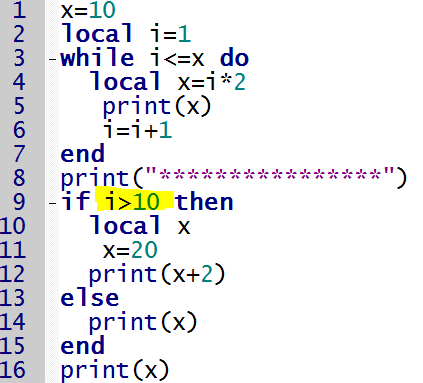 1 x=10
2 local i=1
3 while i<=x do
4 local x=i*2
5 print(x)
6 i=i+1
7 end
8 print("****************")
9 if i>10 then
10 local x
11 x=20
12 print(x+2)
13 else
14 print(x)
15 end
16 print(x)